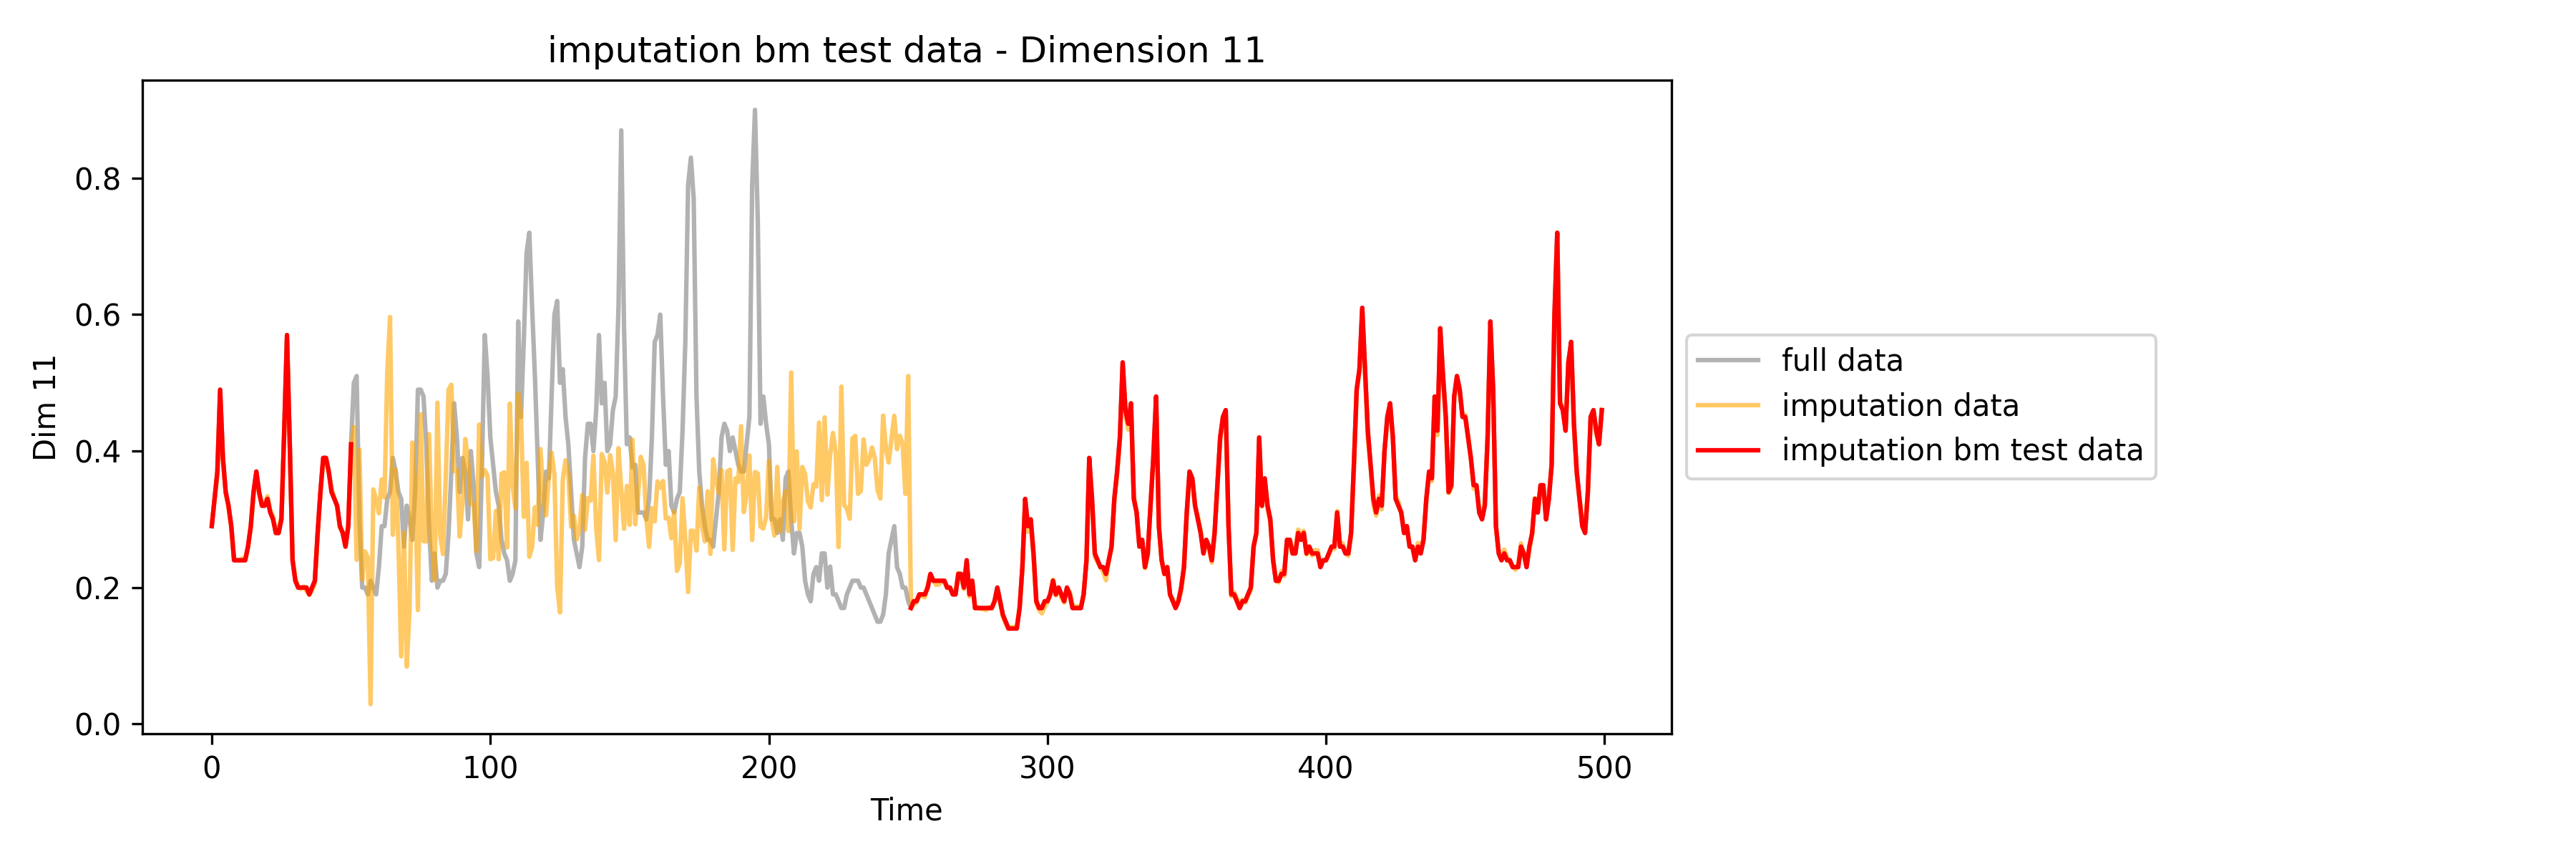 imputation bm test data - Dimension 11
Dim 11
0.8
0.6
0.4
0.2
0.0
0 100 200 300 400 500
Time
full data
imputation data
imputation bm test data